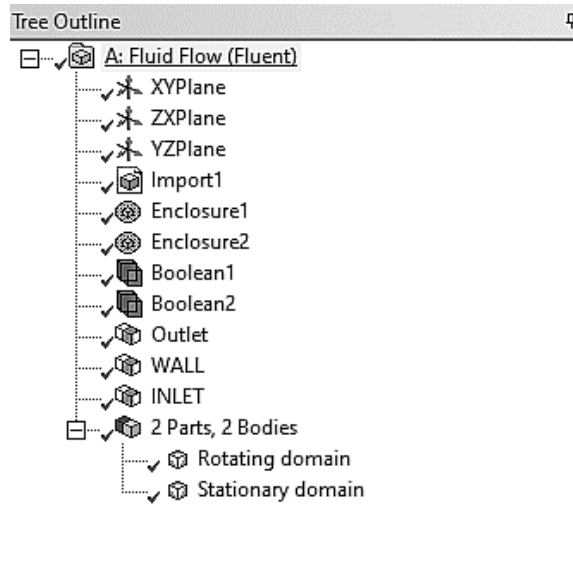 Tree Outline
A: Fluid Flow (Fluent)
XYPlane
ZXPlane
YZPlane
Import1
Enclosure1
Enclosure2
Boolean1
Boolean2
Outlet
WALL
INLET
2 Parts, 2 Bodies
Rotating domain
Stationary domain